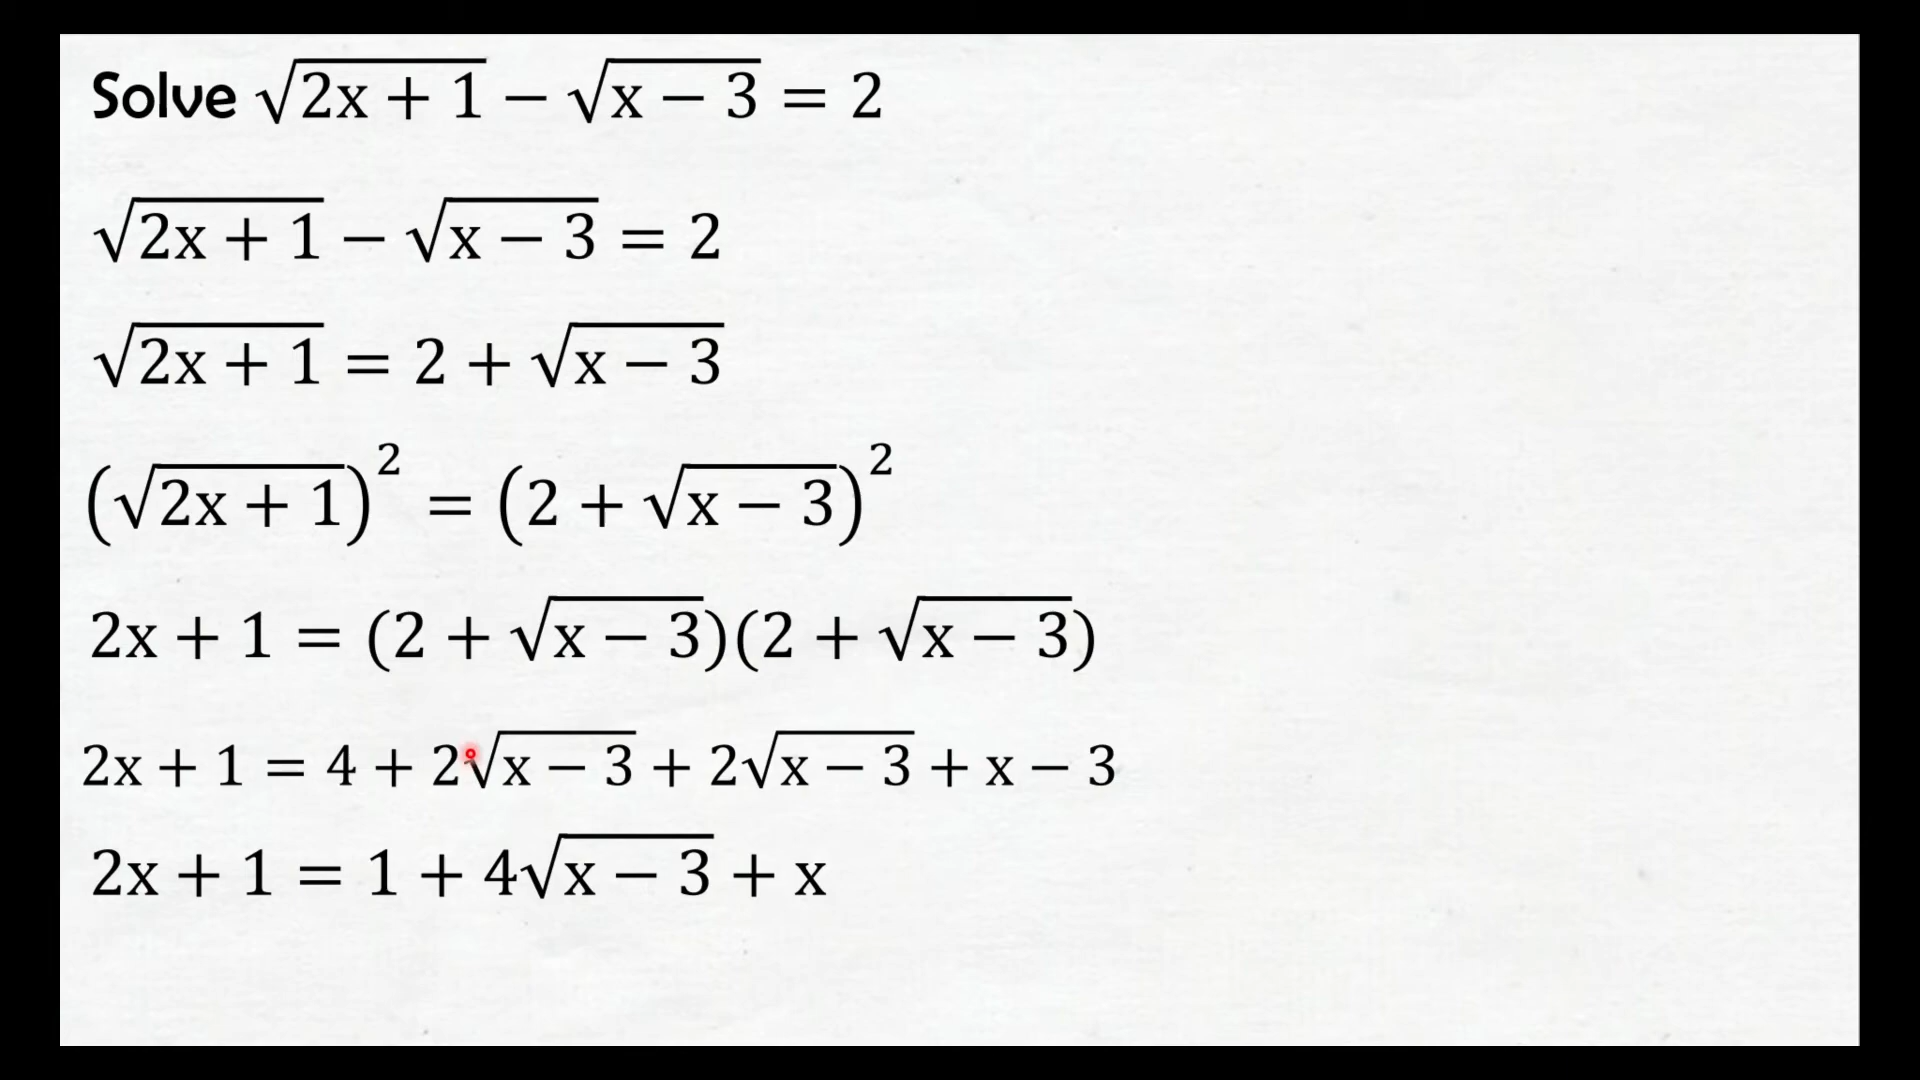 Solve √(2x + 1) − √(x − 3) = 2
√(2x + 1) − √(x − 3) = 2
√(2x + 1) = 2 + √(x − 3)
(√(2x + 1))² = (2 + √(x − 3))²
2x + 1 = (2 + √(x − 3))(2 + √(x − 3))
2x + 1 = 4 + 2√(x − 3) + 2√(x − 3) + x − 3
2x + 1 = 1 + 4√(x − 3) + x